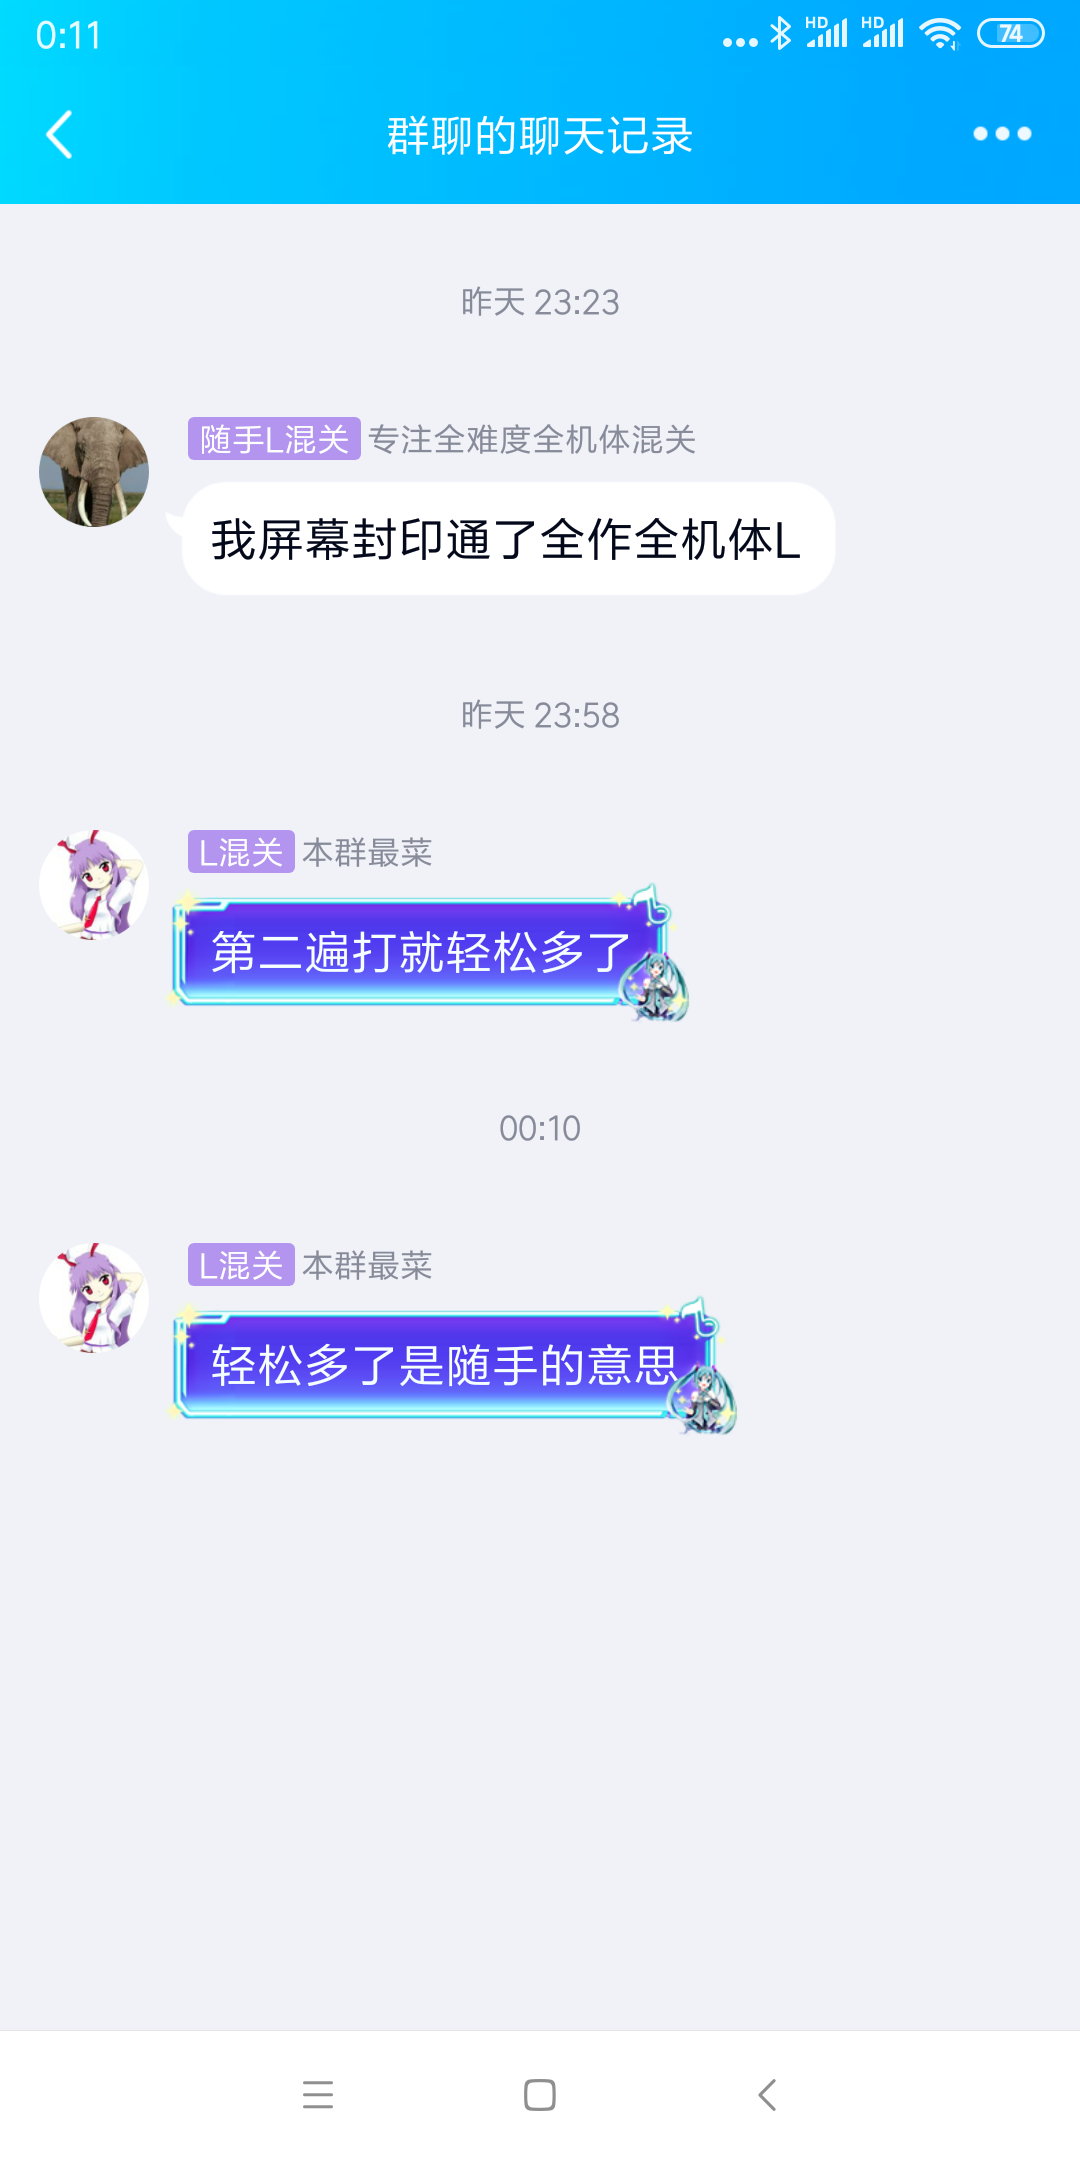 0:11
HD HD 74
群聊的聊天记录
昨天 23:23
随手L混关 专注全难度全机体混关
我屏幕封印通了全作全机体L
昨天 23:58
L混关 本群最菜
第二遍打就轻松多了
00:10
L混关 本群最菜
轻松多了是随手的意思